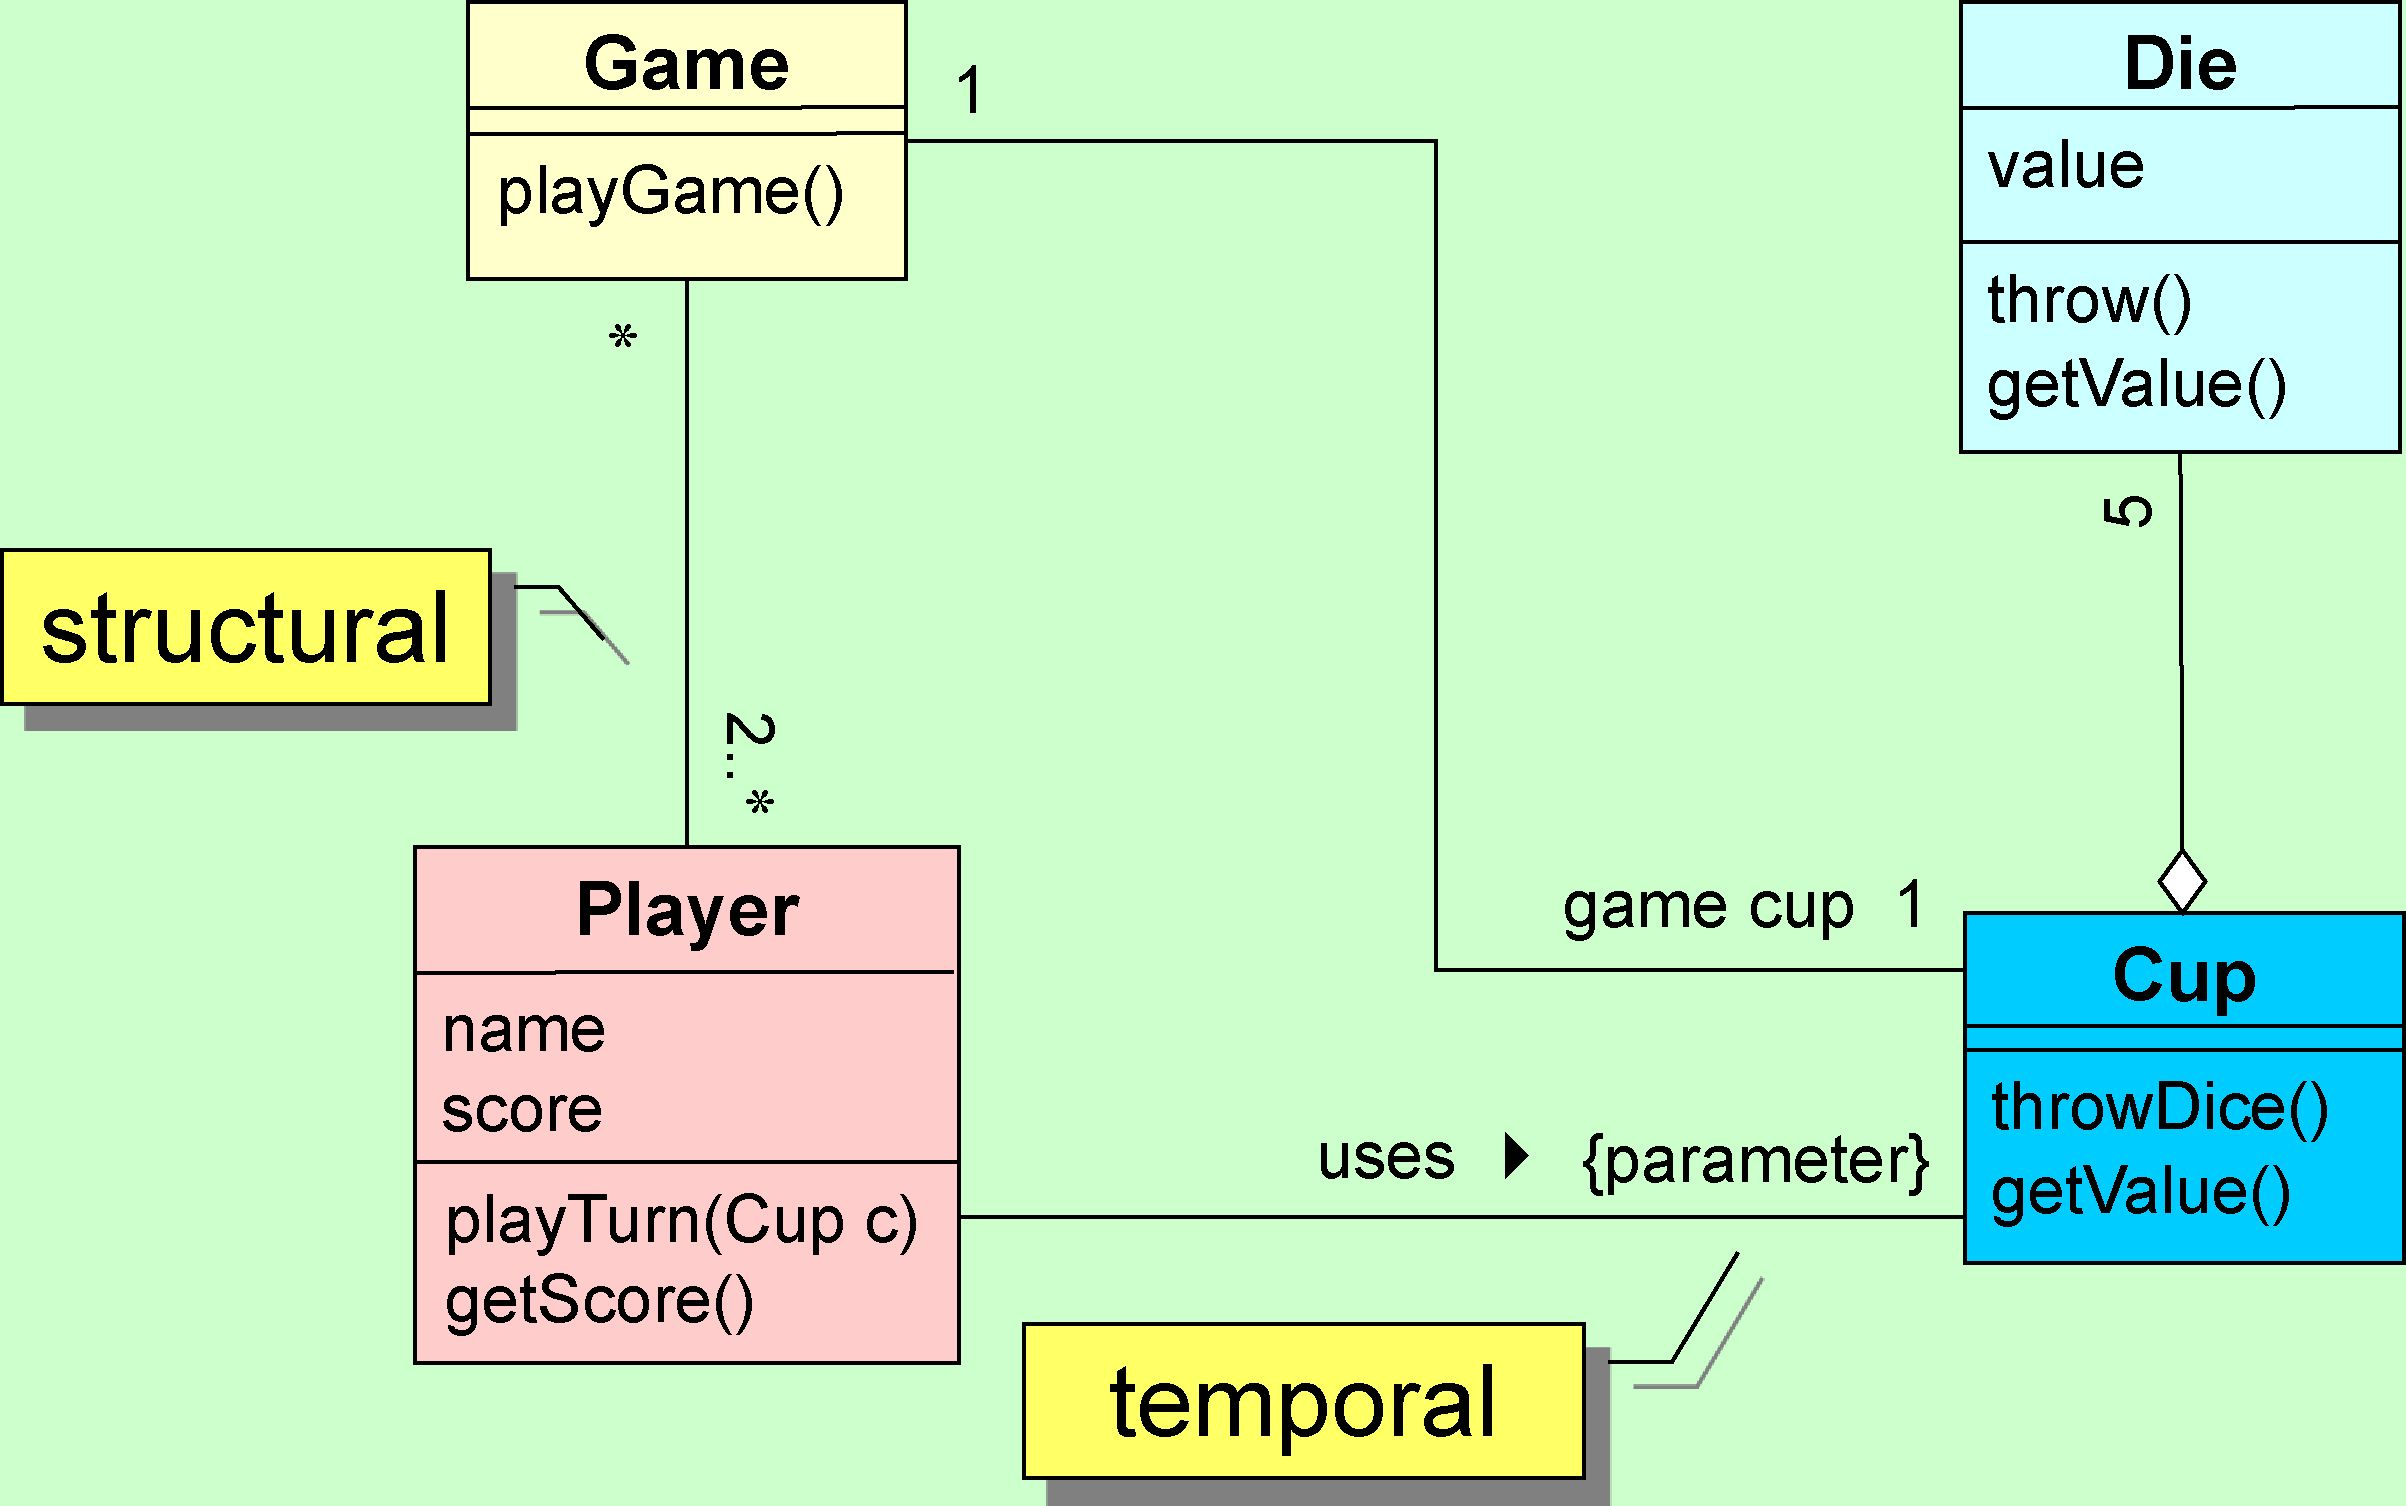 Game
playGame()
1
*
2..*
structural
Player
name
score
playTurn(Cup c)
getScore()
Die
value
throw()
getValue()
5
game cup 1
Cup
throwDice()
getValue()
uses ▶ {parameter}
temporal